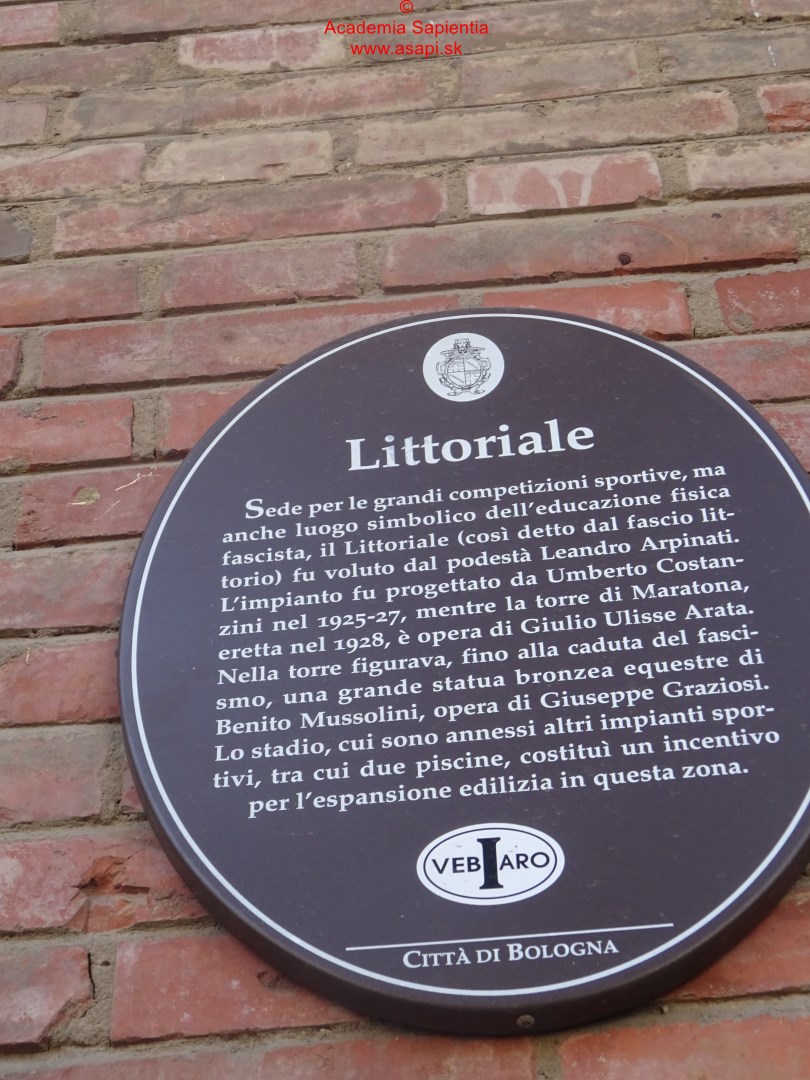 ©
Academia Sapientia
www.asapi.sk
Littoriale
Sede per le grandi competizioni sportive, ma
anche luogo simbolico dell'educazione fisica
fascista, il Littoriale (così detto dal fascio lit-
torio) fu voluto dal podestà Leandro Arpinati.
L'impianto fu progettato da Umberto Costan-
zini nel 1925-27, mentre la torre di Maratona,
eretta nel 1928, è opera di Giulio Ulisse Arata.
Nella torre figurava, fino alla caduta del fasci-
smo, una grande statua bronzea equestre di
Benito Mussolini, opera di Giuseppe Graziosi.
Lo stadio, cui sono annessi altri impianti spor-
tivi, tra cui due piscine, costituì un incentivo
per l'espansione edilizia in questa zona.
VEBIARO
CITTÀ DI BOLOGNA